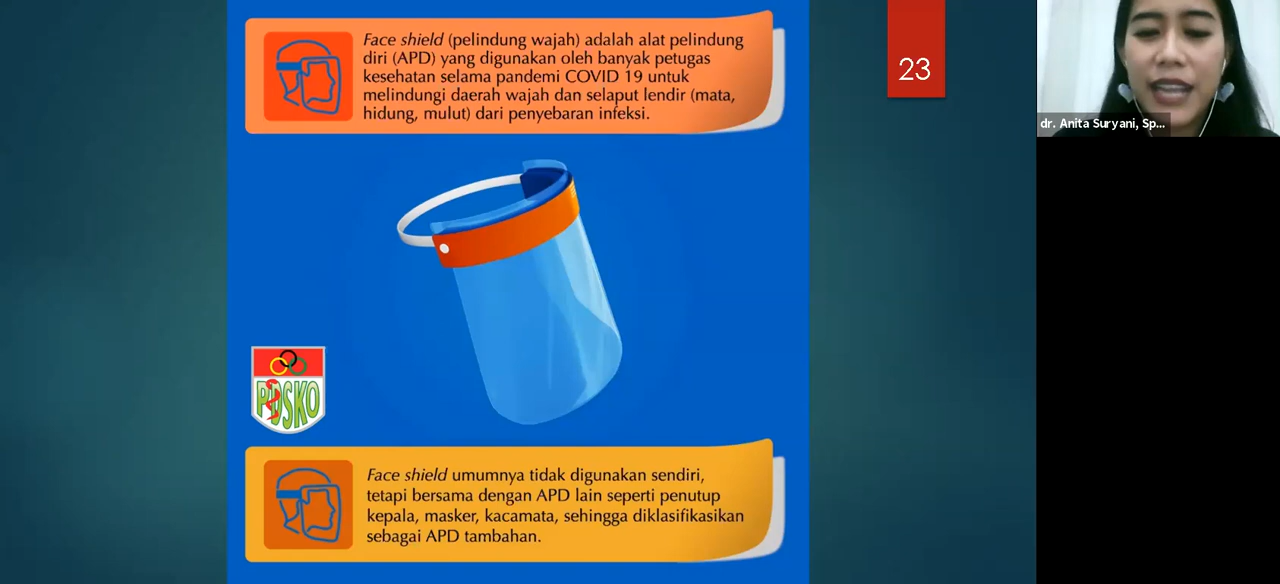 Face shield (pelindung wajah) adalah alat pelindung
diri (APD) yang digunakan oleh banyak petugas
kesehatan selama pandemi COVID 19 untuk
melindungi daerah wajah dan selaput lendir (mata,
hidung, mulut) dari penyebaran infeksi.
23
dr. Anita Suryani, Sp...
PDSKO
Face shield umumnya tidak digunakan sendiri,
tetapi bersama dengan APD lain seperti penutup
kepala, masker, kacamata, sehingga diklasifikasikan
sebagai APD tambahan.